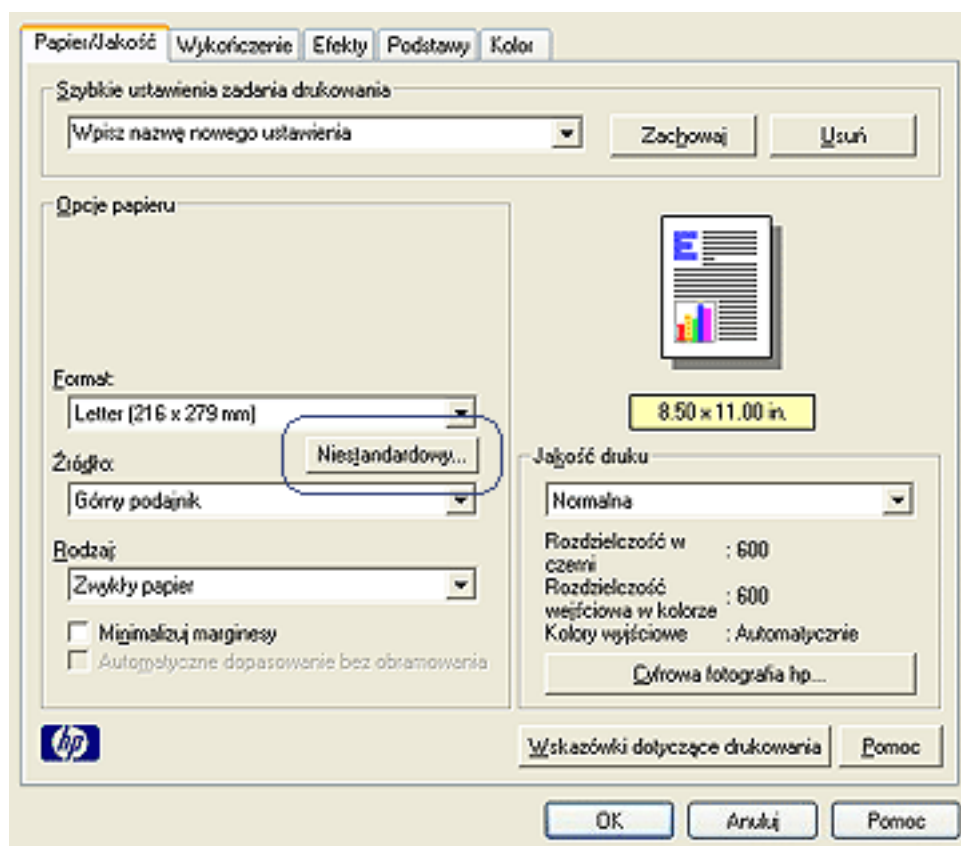 Papier/Jakość Wykończenie Efekty Podstawy Kolor
Szybkie ustawienia zadania drukowania
Wpisz nazwę nowego ustawienia Zachowaj Usuń
Opcje papieru
E
Format:
Letter (216 x 279 mm) 8.50 × 11.00 in.
Niestandardowy...
Źródło: Jakość druku
Górny podajnik Normalna
Rozdzielczość w
czerni : 600
Rodzaj:
Zwykły papier Rozdzielczość
wejściowa w kolorze : 600
Minimalizuj marginesy Kolory wyjściowe : Automatycznie
Automatyczne dopasowanie bez obramowania
Cyfrowa fotografia hp...
hp Wskazówki dotyczące drukowania Pomoc
OK Anuluj Pomoc